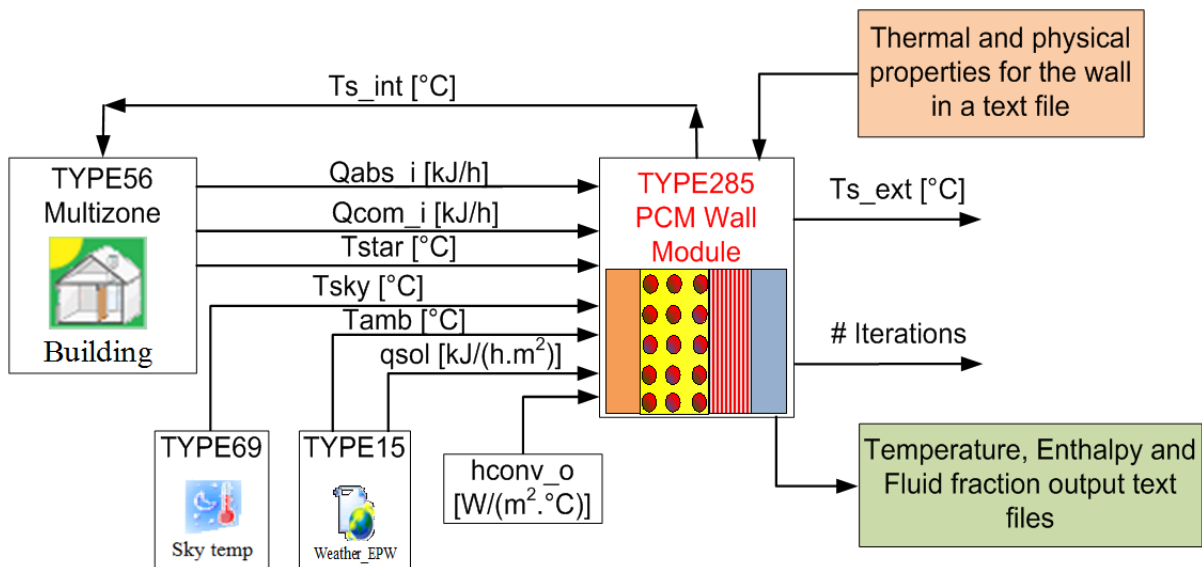 Thermal and physical
properties for the wall
in a text file
Ts_int [°C]
TYPE56
Multizone
Building
Qabs_i [kJ/h]
Qcom_i [kJ/h]
Tstar [°C]
Tsky [°C]
Tamb [°C]
qsol [kJ/(h.m²)]
TYPE285
PCM Wall
Module
Ts_ext [°C]
# Iterations
TYPE69
Sky temp
TYPE15
Weather_EPW
hconv_o
[W/(m².°C)]
Temperature, Enthalpy and
Fluid fraction output text
files